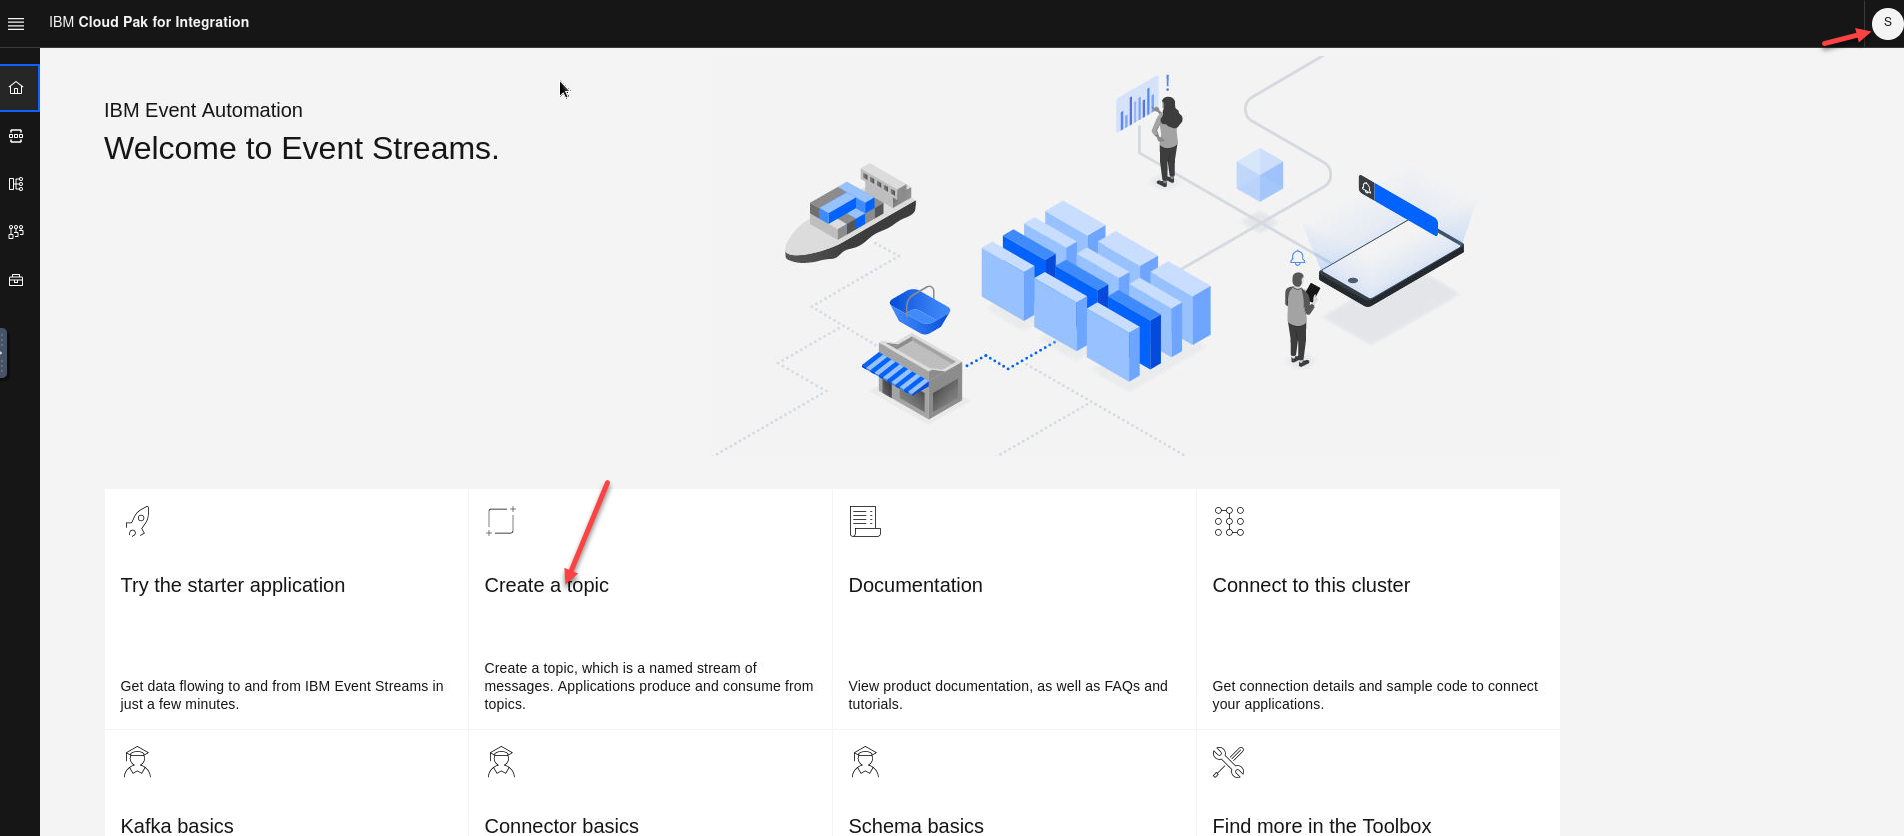 IBM Cloud Pak for Integration
S
IBM Event Automation
Welcome to Event Streams.
!
Try the starter application
Get data flowing to and from IBM Event Streams in
just a few minutes.
Create a topic
Create a topic, which is a named stream of
messages. Applications produce and consume from
topics.
Documentation
View product documentation, as well as FAQs and
tutorials.
Connect to this cluster
Get connection details and sample code to connect
your applications.
Kafka basics
Connector basics
Schema basics
Find more in the Toolbox